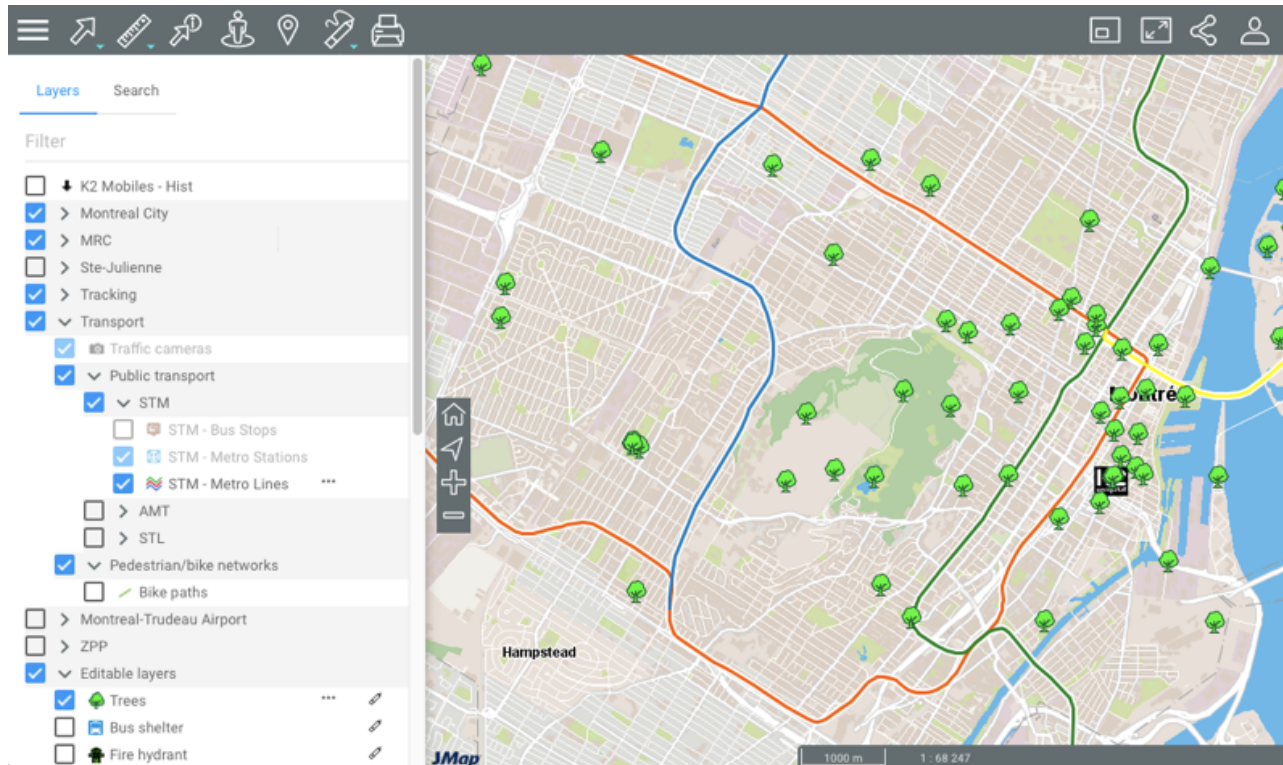 Layers
Search
Filter
K2 Mobiles - Hist
Montreal City
MRC
Ste-Julienne
Tracking
Transport
Traffic cameras
Public transport
STM
STM - Bus Stops
STM - Metro Stations
STM - Metro Lines
AMT
STL
Pedestrian/bike networks
Bike paths
Montreal-Trudeau Airport
ZPP
Editable layers
Trees
Bus shelter
Fire hydrant
Hampstead
JMap
1000 m
1 : 68 247